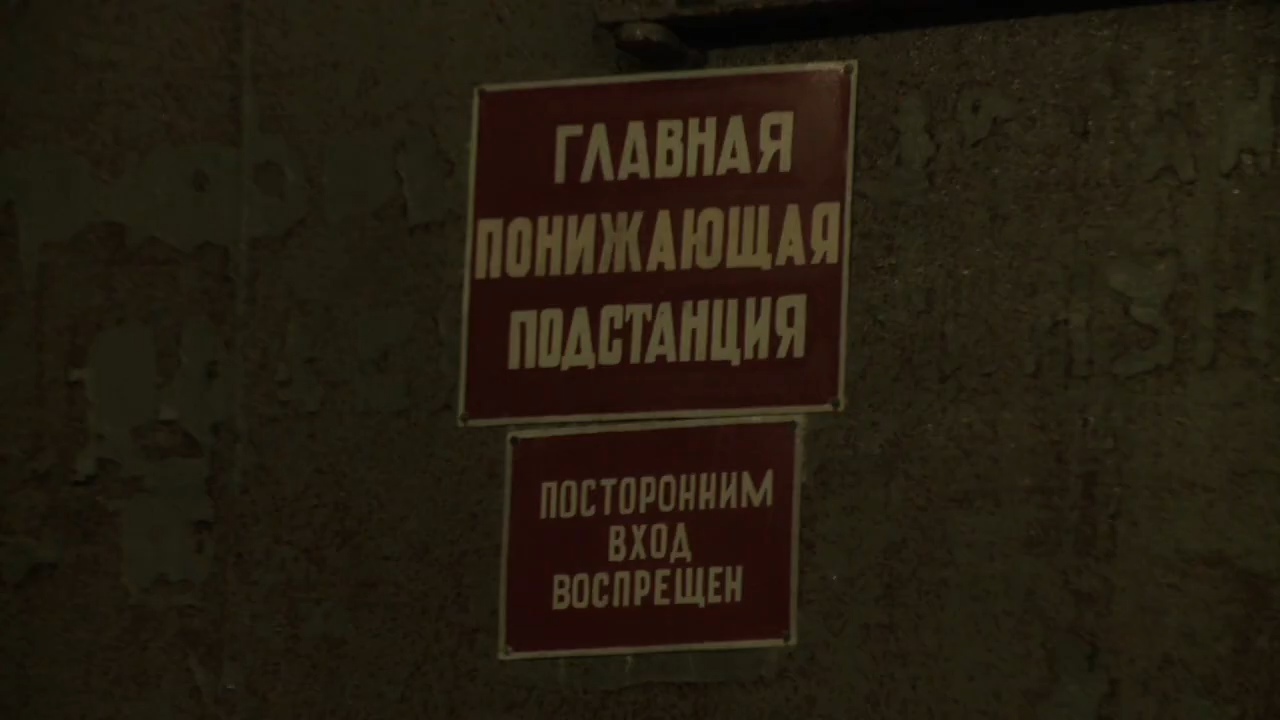 ГЛАВНАЯ
ПОНИЖАЮЩАЯ
ПОДСТАНЦИЯ
ПОСТОРОННИМ
ВХОД
ВОСПРЕЩЕН